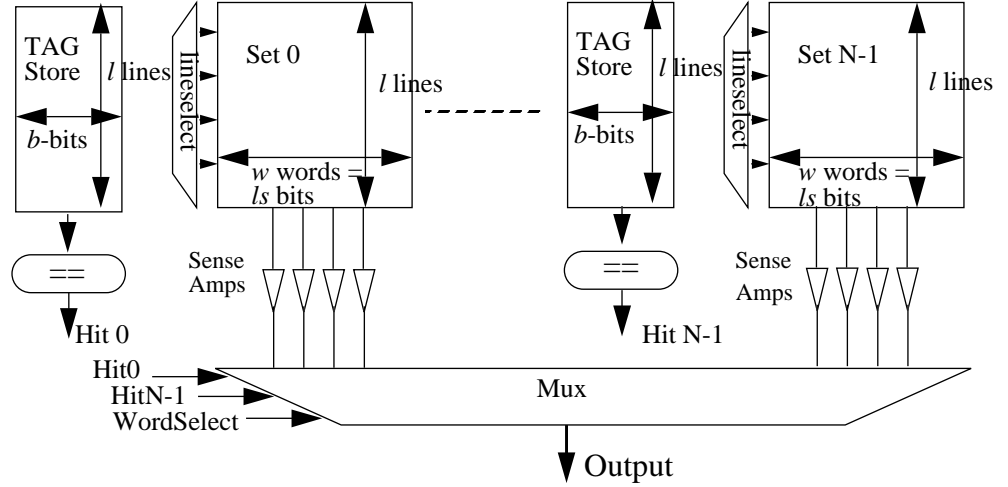 TAG
Store
l lines
b-bits
lineselect
Set 0
l lines
w words =
ls bits
TAG
Store
l lines
b-bits
lineselect
Set N-1
l lines
w words =
ls bits
==
Sense
Amps
Hit 0
==
Sense
Amps
Hit N-1
Hit0
HitN-1
WordSelect
Mux
Output